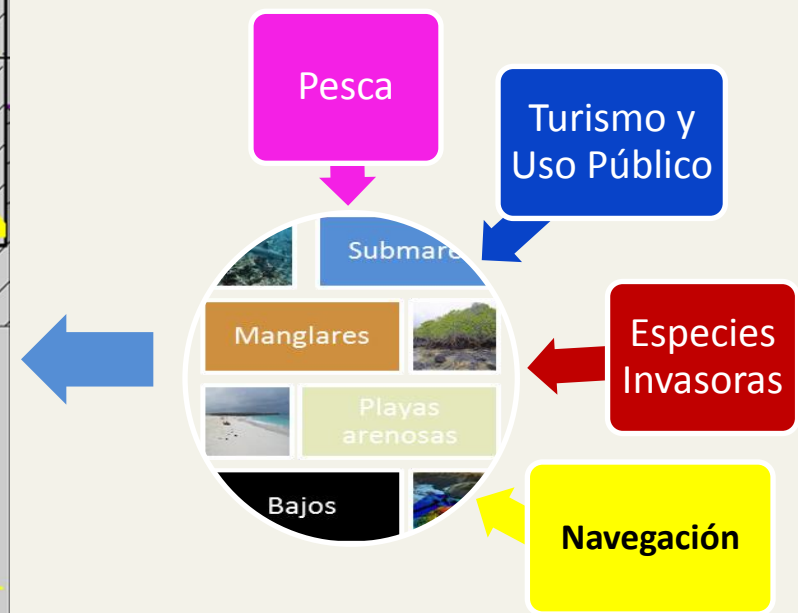 Pesca
Turismo y
Uso Público
Manglares
Playas
arenosas
Bajos
Especies
Invasoras
Navegación